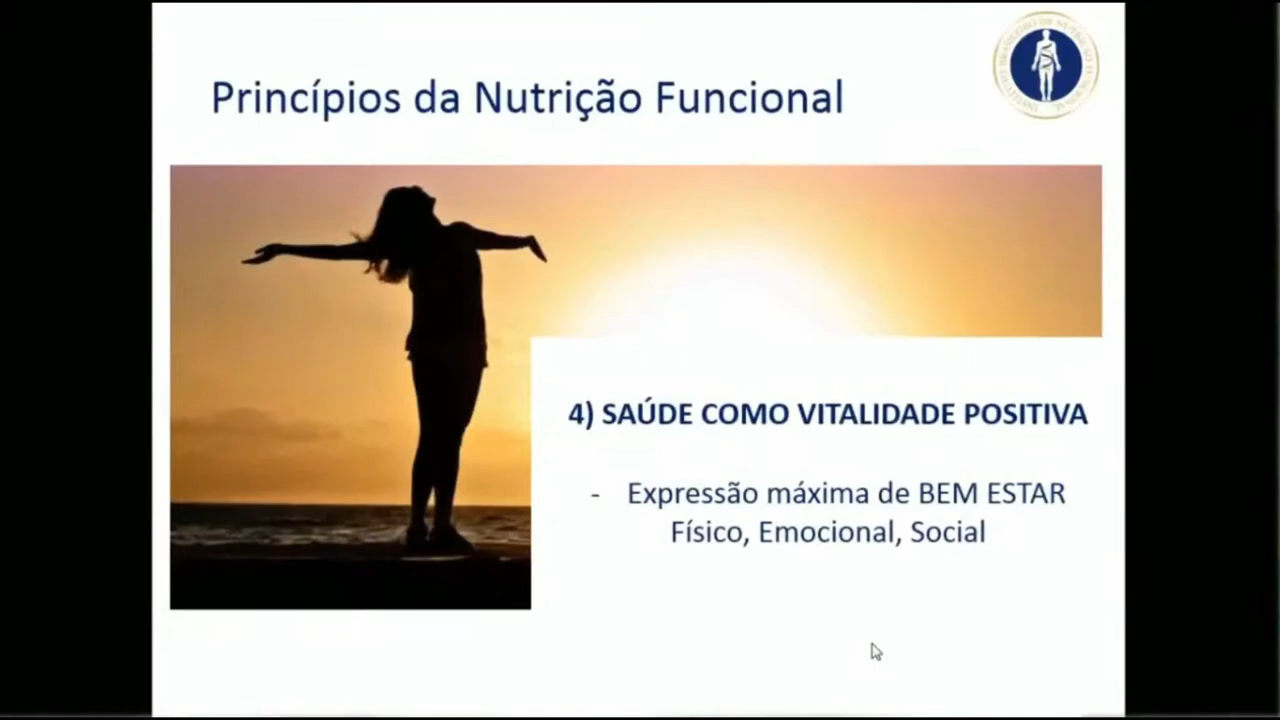 Princípios da Nutrição Funcional
4) SAÚDE COMO VITALIDADE POSITIVA
- Expressão máxima de BEM ESTAR
Físico, Emocional, Social